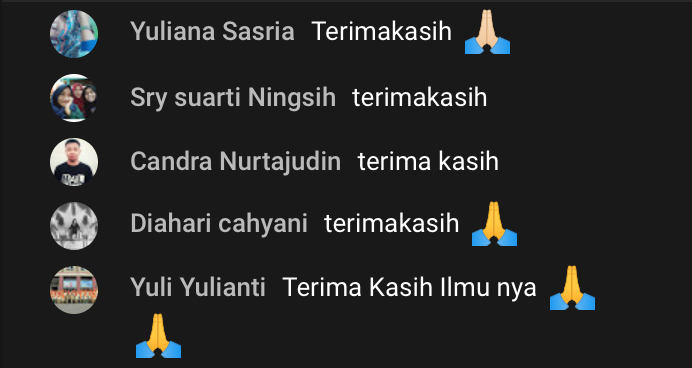 Yuliana Sasria Terimakasih 🙏🏻
Sry suarti Ningsih terimakasih
Candra Nurtajudin terima kasih
Diahari cahyani terimakasih 🙏
Yuli Yulianti Terima Kasih Ilmu nya 🙏
🙏